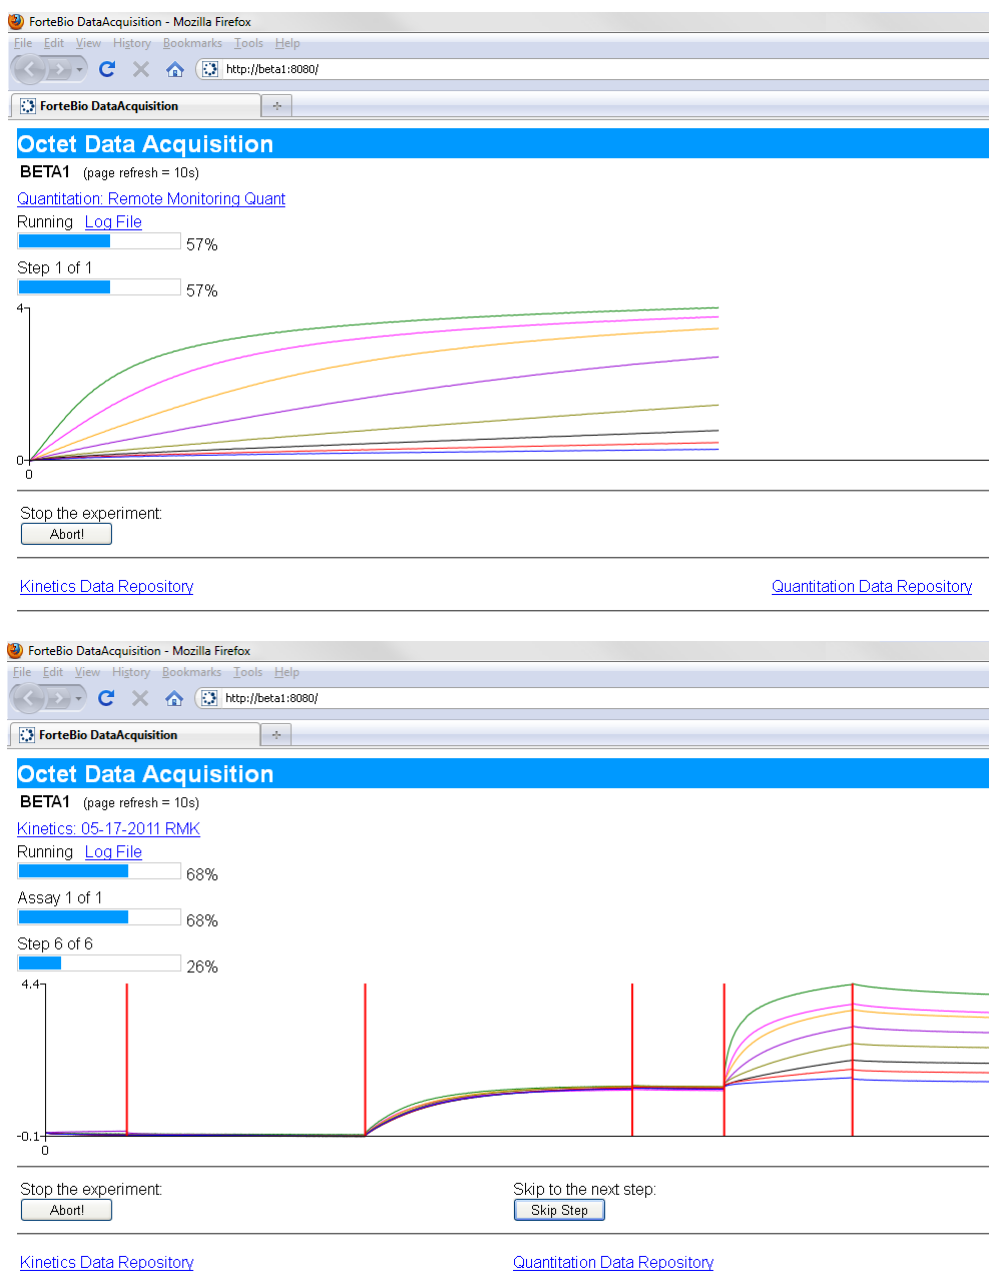 ForteBio DataAcquisition - Mozilla Firefox
File Edit View History Bookmarks Tools Help
http://beta1:8080/
ForteBio DataAcquisition
Octet Data Acquisition
BETA1 (page refresh = 10s)
Quantitation: Remote Monitoring Quant
Running Log File
57%
Step 1 of 1
57%
4
0
0
Stop the experiment:
Abort!
Kinetics Data Repository Quantitation Data Repository
ForteBio DataAcquisition - Mozilla Firefox
File Edit View History Bookmarks Tools Help
http://beta1:8080/
ForteBio DataAcquisition
Octet Data Acquisition
BETA1 (page refresh = 10s)
Kinetics: 05-17-2011 RMK
Running Log File
68%
Assay 1 of 1
68%
Step 6 of 6
26%
4.4
-0.1
0
Stop the experiment: Skip to the next step:
Abort! Skip Step
Kinetics Data Repository Quantitation Data Repository